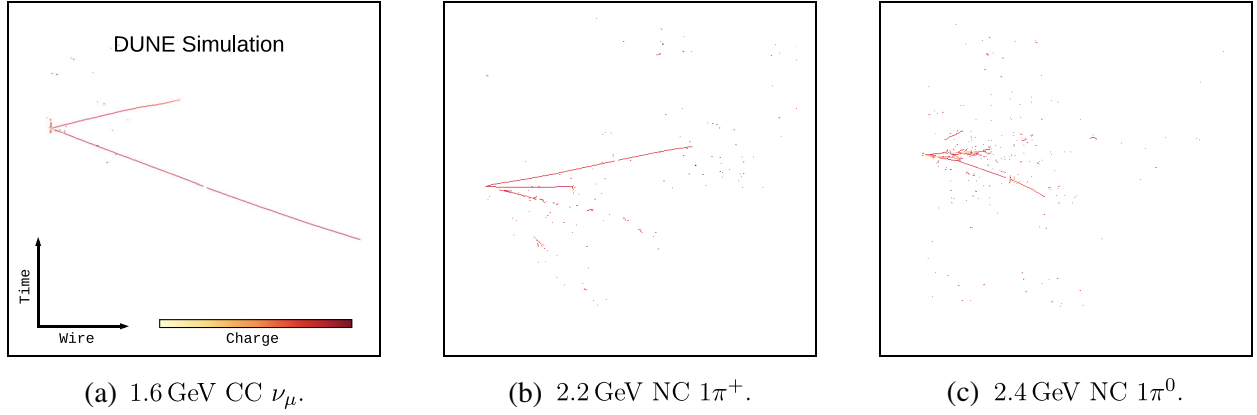 DUNE Simulation
Time
Wire
Charge
(a) 1.6 GeV CC νμ.
(b) 2.2 GeV NC 1π⁺.
(c) 2.4 GeV NC 1π⁰.